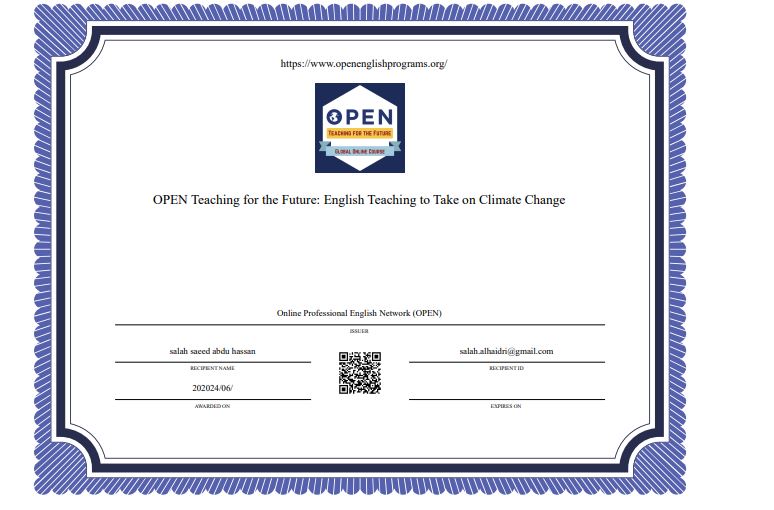 https://www.openenglishprograms.org/
OPEN
TEACHING FOR THE FUTURE
GLOBAL ONLINE COURSE
OPEN Teaching for the Future: English Teaching to Take on Climate Change
Online Professional English Network (OPEN)
ISSUER
salah saeed abdu hassan
salah.alhaidri@gmail.com
RECIPIENT NAME
RECIPIENT ID
202024/06/
AWARDED ON
EXPIRES ON